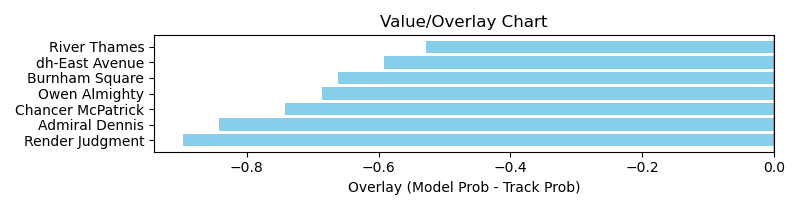 Value/Overlay Chart
River Thames
dh-East Avenue
Burnham Square
Owen Almighty
Chancer McPatrick
Admiral Dennis
Render Judgment
−0.8 −0.6 −0.4 −0.2 0.0
Overlay (Model Prob - Track Prob)